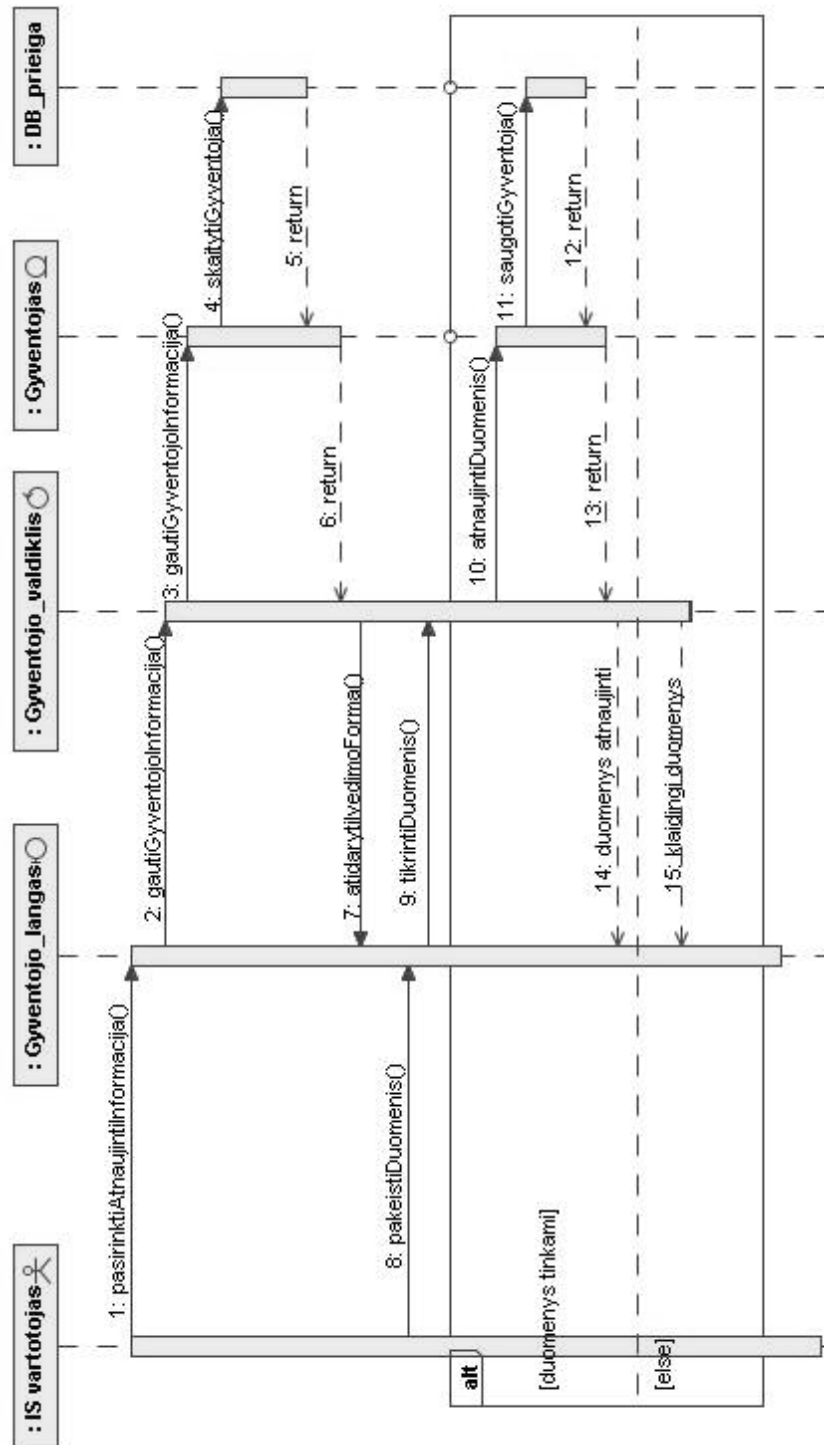 : IS vartotojas
: Gyventojo_langas
: Gyventojo_valdiklis
: Gyventojas
: DB_prieiga
1: pasirinktiAtnaujintiInformacija()
2: gautiGyventojoInformacija()
3: gautiGyventojoInformacija()
4: skaitytiGyventoja()
5: return
6: return
7: atidarytiIvedimoForma()
8: pakeistiDuomenis()
9: tikrintiDuomenis()
alt
[duomenys tinkami]
10: atnaujintiDuomenis()
11: saugotiGyventoja()
12: return
13: return
14: duomenys atnaujinti
[else]
15: klaidingi duomenys